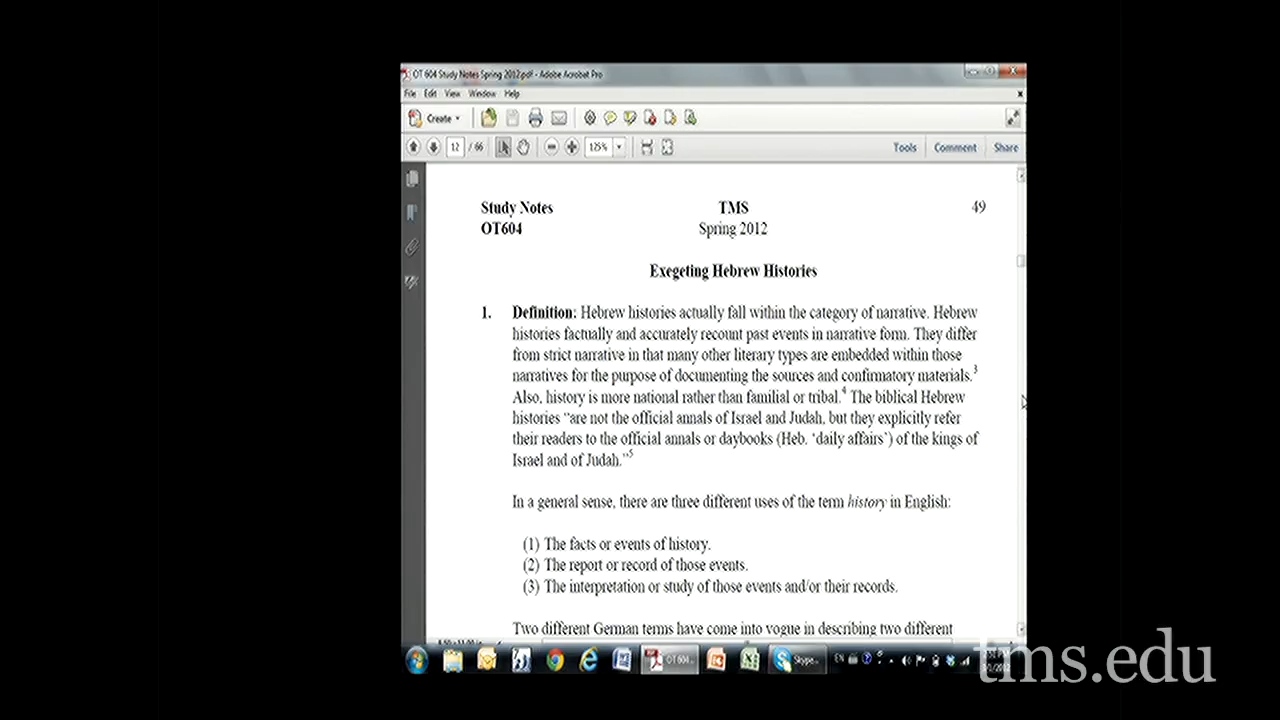 OT 604 Study Notes Spring 2012.pdf - Adobe Acrobat Pro
File Edit View Window Help
Create
12 / 66 125% Tools Comment Share
Study Notes TMS 49
OT604 Spring 2012
Exegeting Hebrew Histories
1. Definition: Hebrew histories actually fall within the category of narrative. Hebrew
histories factually and accurately recount past events in narrative form. They differ
from strict narrative in that many other literary types are embedded within those
narratives for the purpose of documenting the sources and confirmatory materials.3
Also, history is more national rather than familial or tribal.4 The biblical Hebrew
histories “are not the official annals of Israel and Judah, but they explicitly refer
their readers to the official annals or daybooks (Heb. ‘daily affairs’) of the kings of
Israel and of Judah.”5
In a general sense, there are three different uses of the term history in English:
(1) The facts or events of history.
(2) The report or record of those events.
(3) The interpretation or study of those events and/or their records.
Two different German terms have come into vogue in describing two different
OT 604... Skype... EN
tms.edu